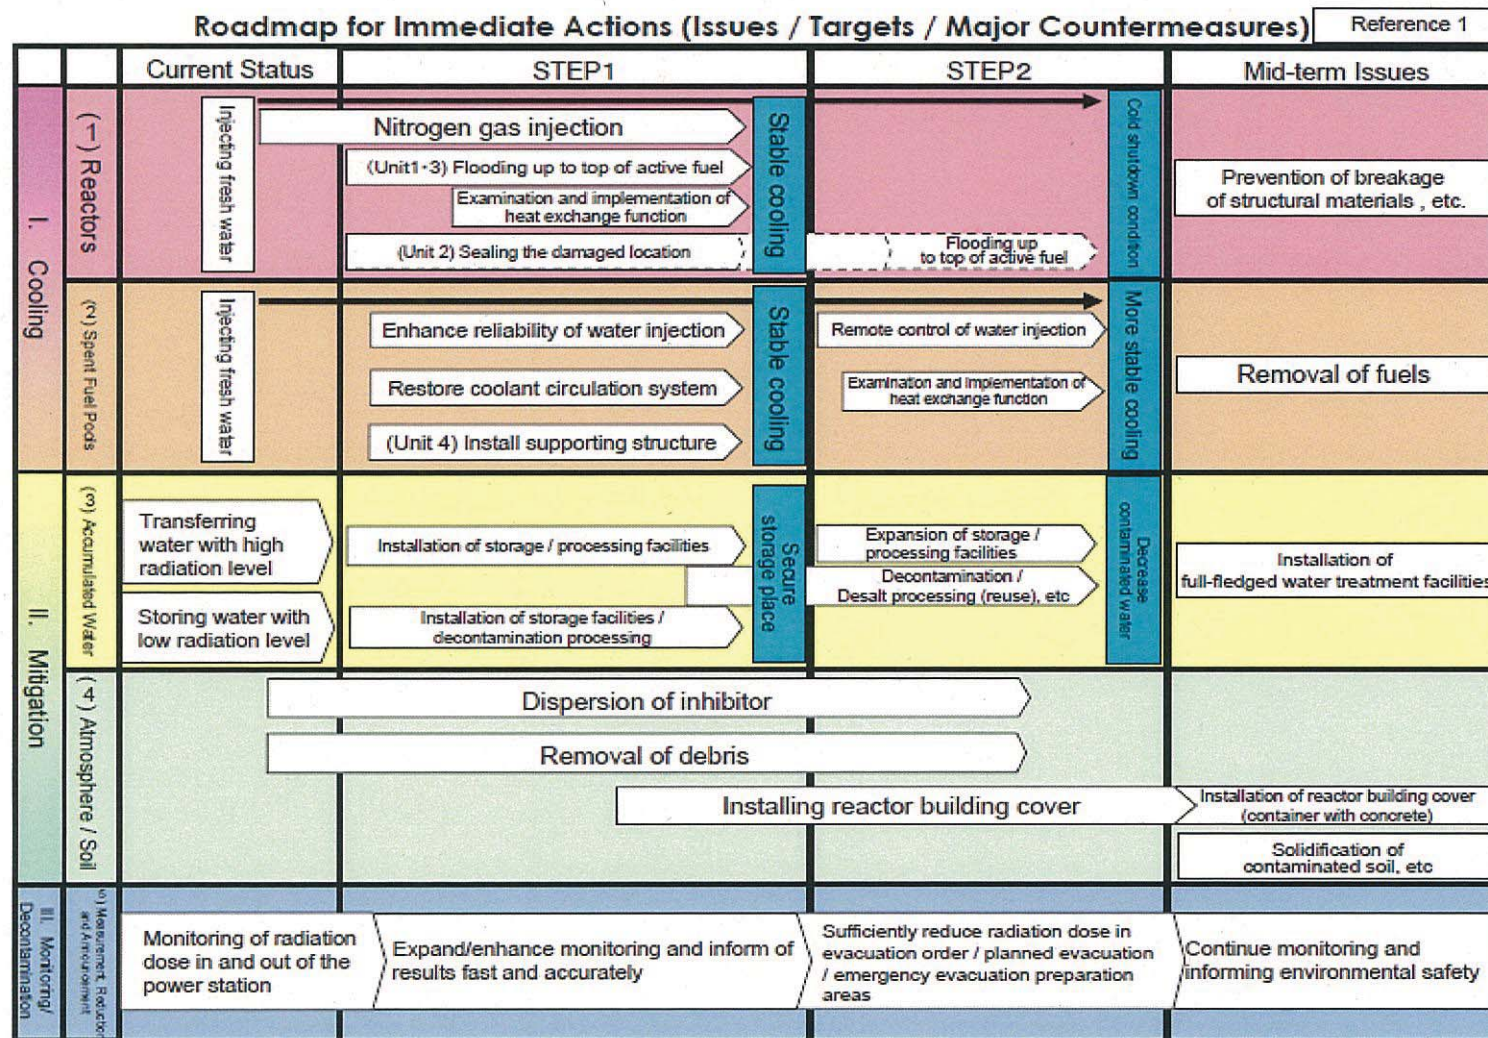 Roadmap for Immediate Actions (Issues / Targets / Major Countermeasures)
Reference 1
Current Status
STEP1
STEP2
Mid-term Issues
I. Cooling
(1) Reactors
Injecting fresh water
Nitrogen gas injection
(Unit1・3) Flooding up to top of active fuel
Examination and implementation of
heat exchange function
(Unit 2) Sealing the damaged location
Stable cooling
Flooding up
to top of active fuel
Cold shutdown condition
Prevention of breakage
of structural materials , etc.
(2) Spent Fuel Pools
Injecting fresh water
Enhance reliability of water injection
Restore coolant circulation system
(Unit 4) Install supporting structure
Stable cooling
Remote control of water injection
Examination and implementation of
heat exchange function
More stable cooling
Removal of fuels
II. Mitigation
(3) Accumulated Water
Transferring
water with high
radiation level
Storing water with
low radiation level
Installation of storage / processing facilities
Installation of storage facilities /
decontamination processing
Secure
storage place
Expansion of storage /
processing facilities
Decontamination /
Desalt processing (reuse), etc
Decrease
contaminated water
Installation of
full-fledged water treatment facilities
(4) Atmosphere / Soil
Dispersion of inhibitor
Removal of debris
Installing reactor building cover
Installation of reactor building cover
(container with concrete)
Solidification of
contaminated soil, etc
III. Monitoring/
Decontamination
5) Measurement, Reduction
and Announcement
Monitoring of radiation
dose in and out of the
power station
Expand/enhance monitoring and inform of
results fast and accurately
Sufficiently reduce radiation dose in
evacuation order / planned evacuation
/ emergency evacuation preparation
areas
Continue monitoring and
informing environmental safety